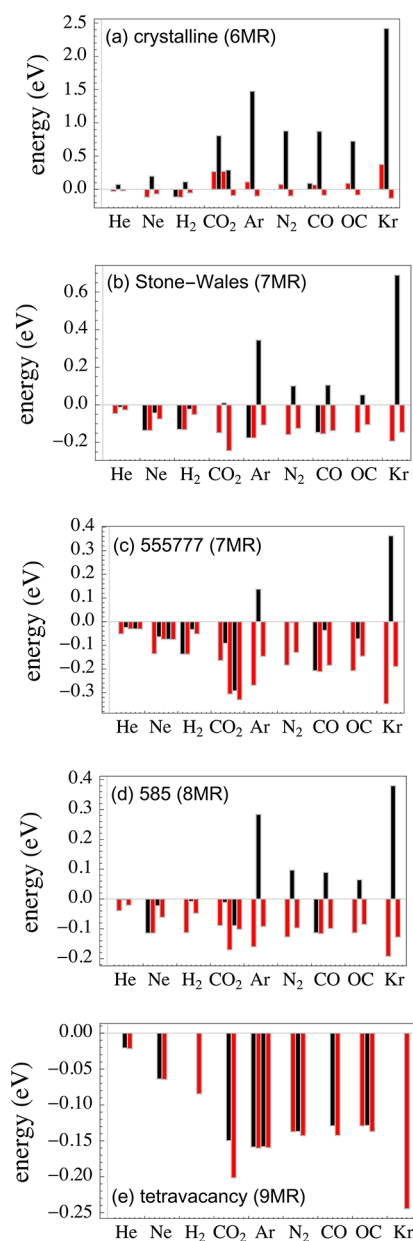 (a) crystalline (6MR)
energy (eV)
2.5
2.0
1.5
1.0
0.5
0.0
He Ne H₂ CO₂ Ar N₂ CO OC Kr
(b) Stone−Wales (7MR)
energy (eV)
0.6
0.4
0.2
0.0
−0.2
He Ne H₂ CO₂ Ar N₂ CO OC Kr
(c) 555777 (7MR)
energy (eV)
0.4
0.3
0.2
0.1
0.0
−0.1
−0.2
−0.3
He Ne H₂ CO₂ Ar N₂ CO OC Kr
(d) 585 (8MR)
energy (eV)
0.4
0.3
0.2
0.1
0.0
−0.1
−0.2
He Ne H₂ CO₂ Ar N₂ CO OC Kr
energy (eV)
0.00
−0.05
−0.10
−0.15
−0.20
−0.25
(e) tetravacancy (9MR)
He Ne H₂ CO₂ Ar N₂ CO OC Kr